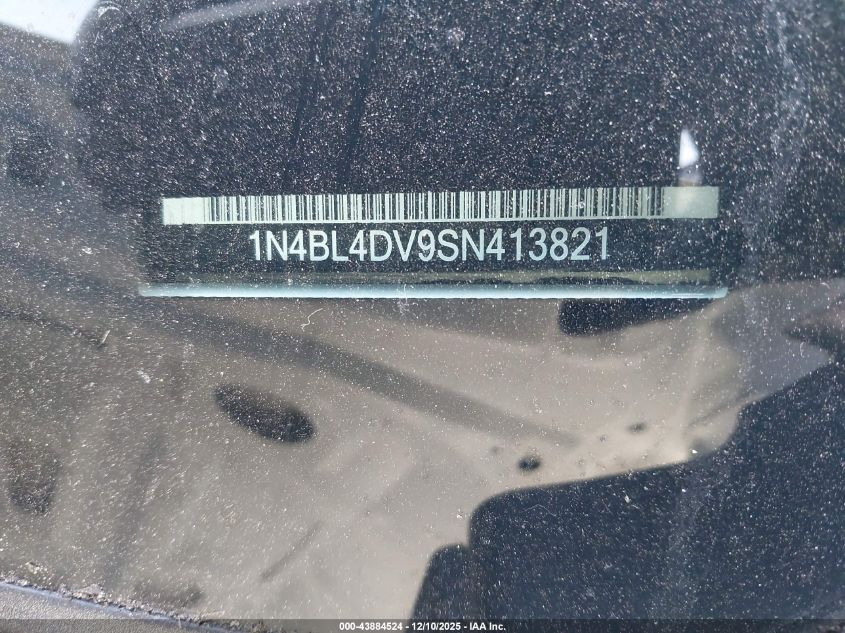 1N4BL4DV9SN413821
000-43884524 • 12/10/2025 • IAA Inc.